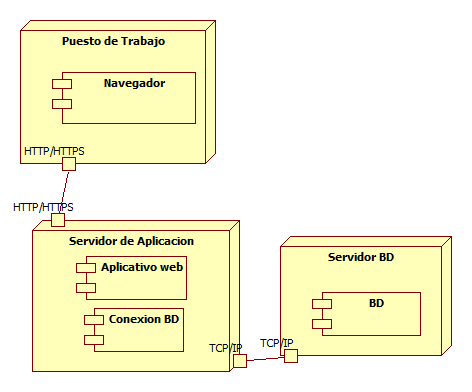 Puesto de Trabajo
Navegador
HTTP/HTTPS
HTTP/HTTPS
Servidor de Aplicacion
Aplicativo web
Conexion BD
TCP/IP
Servidor BD
BD
TCP/IP